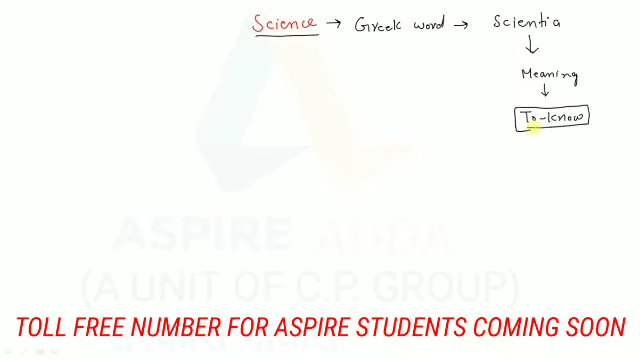 Science → Greek word → Scientia
↓
Meaning
↓
To-know
ASPIRE ADDA
(A UNIT OF C.P. GROUP)
TOLL FREE NUMBER FOR ASPIRE STUDENTS COMING SOON